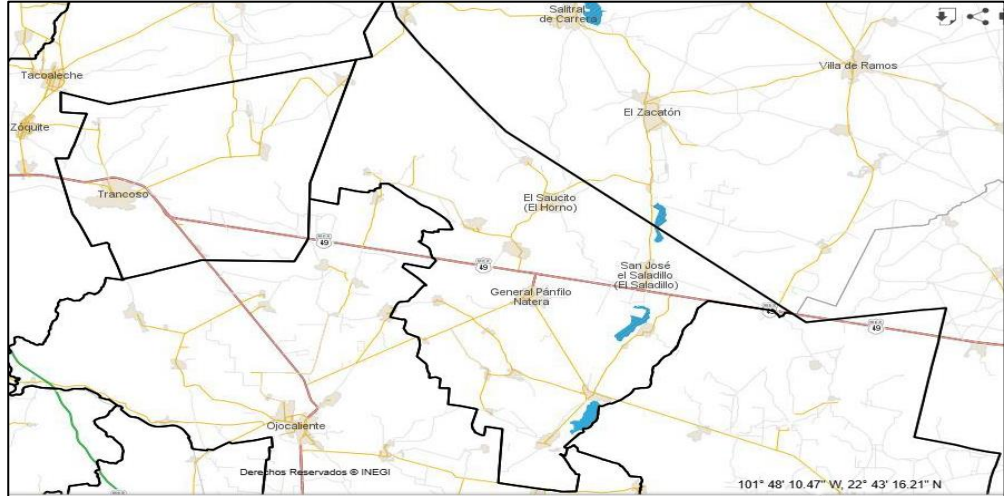 Salitral
de Carrera
Tacoaleche
Villa de Ramos
El Zacatón
Zóquite
Trancoso
El Saucito
(El Horno)
49
49
San José
el Saladillo
(El Saladillo)
General Pánfilo
Natera
49
49
Ojocaliente
Derechos Reservados © INEGI
101° 48' 10.47" W, 22° 43' 16.21" N